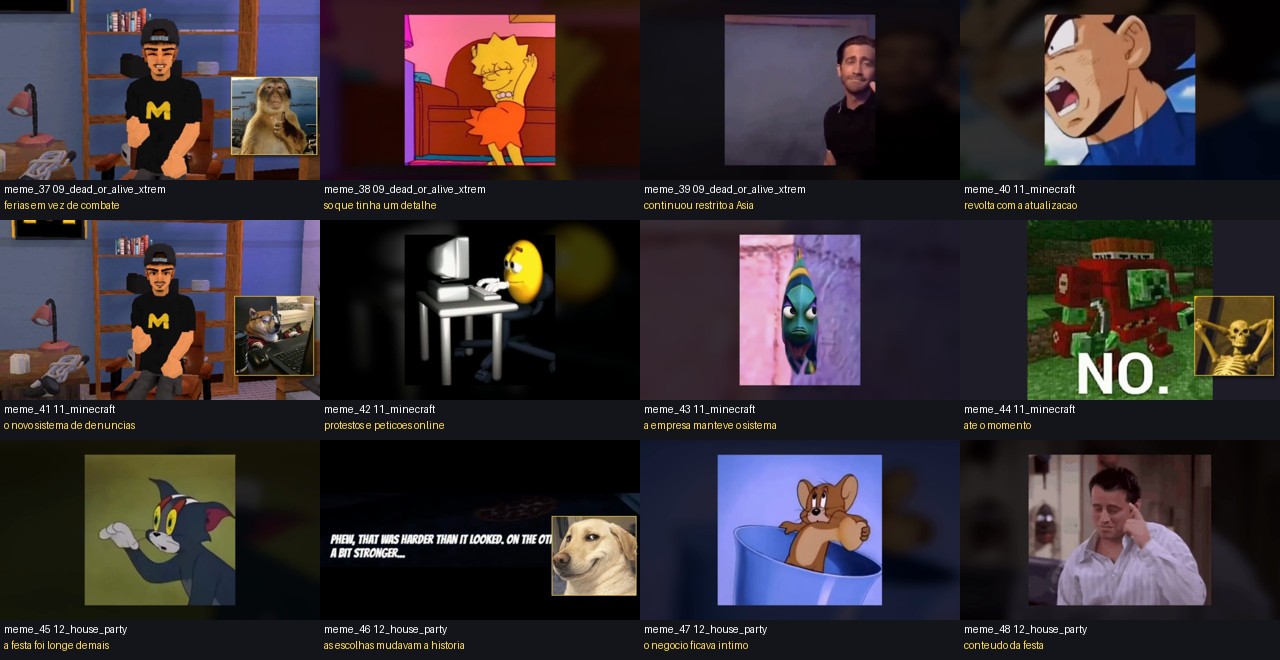 M
meme_37 09_dead_or_alive_xtrem
ferias em vez de combate
meme_38 09_dead_or_alive_xtrem
so que tinha um detalhe
meme_39 09_dead_or_alive_xtrem
continuou restrito a Asia
meme_40 11_minecraft
revolta com a atualizacao
M
meme_41 11_minecraft
o novo sistema de denuncias
meme_42 11_minecraft
protestos e peticoes online
meme_43 11_minecraft
a empresa manteve o sistema
NO.
meme_44 11_minecraft
ate o momento
meme_45 12_house_party
a festa foi longe demais
PHEW, THAT WAS HARDER THAN IT LOOKED. ON THE
A BIT STRONGER...
meme_46 12_house_party
as escolhas mudavam a historia
meme_47 12_house_party
o negocio ficava intimo
meme_48 12_house_party
conteudo da festa